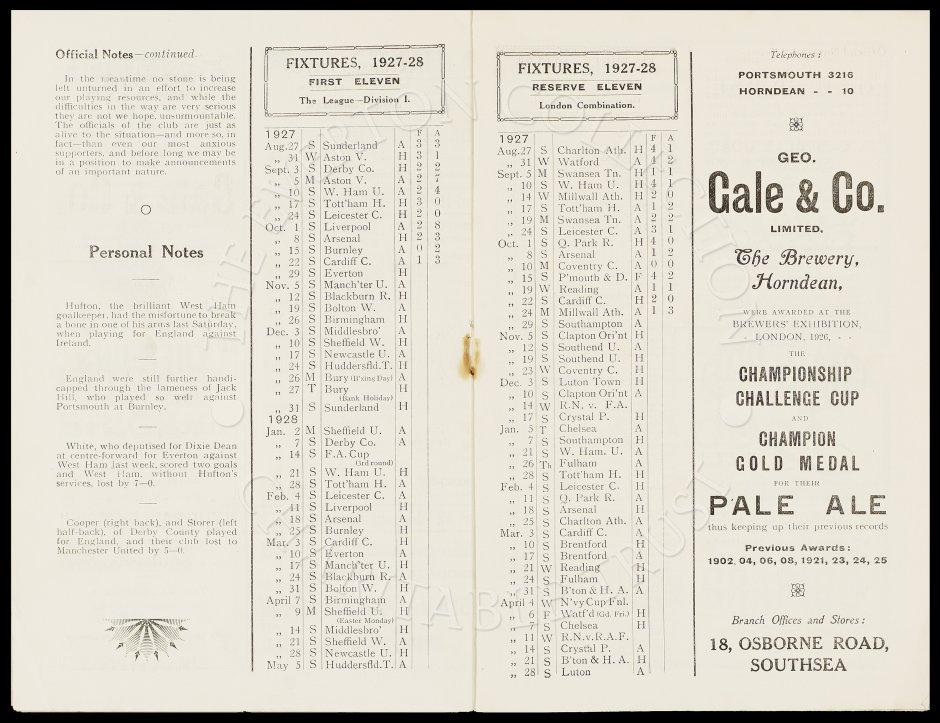 Official Notes—continued.
In the meantime no stone is being
left unturned in an effort to increase
our playing resources, and while the
difficulties in the way are very serious
they are not we hope, unsurmountable.
The officials of the club are just as
alive to the situation—and more so, in
fact—than even our most anxious
supporters, and before long we may be
in a position to make announcements
of an important nature.
Personal Notes
Hufton, the brilliant West Ham
goalkeeper, had the misfortune to break
a bone in one of his arms last Saturday,
when playing for England against
Ireland.
England were still further handi-
capped through the lameness of Jack
Hill, who played so well against
Portsmouth at Burnley.
White, who deputised for Dixie Dean
at centre-forward for Everton against
West Ham last week, scored two goals
and West Ham, without Hufton's
services, lost by 7—0.
Cooper (right back), and Storer (left
half-back), of Derby County played
for England, and their club lost to
Manchester United by 5—0.
FIXTURES, 1927-28
FIRST ELEVEN
The League—Division I.
1927 F A
Aug. 27 S Sunderland A 3 3
„ 31 W Aston V. H 3 1
Sept. 3 S Derby Co. H 2 2
„ 5 M Aston V. A 2 7
„ 10 S W. Ham U. A 2 4
„ 17 S Tott'ham H. H 3 0
„ 24 S Leicester C. H 2 0
Oct. 1 S Liverpool A 2 8
„ 8 S Arsenal H 2 3
„ 15 S Burnley A 0 2
„ 22 S Cardiff C. A 1 3
„ 29 S Everton H
Nov. 5 S Manch'ter U. A
„ 12 S Blackburn R. H
„ 19 S Bolton W. A
„ 26 S Birmingham H
Dec. 3 S Middlesbro' A
„ 10 S Sheffield W. H
„ 17 S Newcastle U. A
„ 24 S Huddersfld.T. H
„ 26 M Bury (B'xing Day) A
„ 27 T Bury H
(Bank Holiday)
„ 31 S Sunderland H
1928
Jan. 2 M Sheffield U. A
„ 7 S Derby Co. A
„ 14 S F.A. Cup
(3rd round)
„ 21 S W. Ham U. H
„ 28 S Tott'ham H. A
Feb. 4 S Leicester C. A
„ 11 S Liverpool H
„ 18 S Arsenal A
„ 25 S Burnley H
Mar. 3 S Cardiff C. H
„ 10 S Everton A
„ 17 S Manch'ter U. H
„ 24 S Blackburn R. A
„ 31 S Bolton W. H
April 7 S Birmingham A
„ 9 M Sheffield U. H
(Easter Monday)
„ 14 S Middlesbro' H
„ 21 S Sheffield W. A
„ 28 S Newcastle U. H
May 5 S Huddersfld.T. A
FIXTURES, 1927-28
RESERVE ELEVEN
London Combination.
1927 F A
Aug. 27 S Charlton Ath. H 4 1
„ 31 W Watford A 4 2
Sept. 5 M Swansea Tn. H 1 1
„ 10 S W. Ham U. H 4 1
„ 14 W Millwall Ath. H 2 0
„ 17 S Tott'ham H. A 1 2
„ 19 M Swansea Tn. A 2 2
„ 24 S Leicester C. A 3 1
Oct. 1 S Q. Park R. H 4 0
„ 8 S Arsenal A 1 2
„ 10 M Coventry C. A 0 0
„ 15 S P'mouth & D. F 4 2
„ 19 W Reading A 1 1
„ 22 S Cardiff C. H 2 0
„ 24 M Millwall Ath. A 1 3
„ 29 S Southampton A
Nov. 5 S Clapton Ori'nt H
„ 12 S Southend U. A
„ 19 S Southend U. H
„ 23 W Coventry C. H
Dec. 3 S Luton Town H
„ 10 S Clapton Ori'nt A
„ 14 W R.N. v. F.A.
„ 17 S Crystal P. H
Jan. 5 T Chelsea A
„ 7 S Southampton H
„ 21 S W. Ham. U. A
„ 26 Th Fulham A
„ 28 S Tott'ham H. H
Feb. 4 S Leicester C. H
„ 11 S Q. Park R. A
„ 18 S Arsenal H
„ 25 S Charlton Ath. A
Mar. 3 S Cardiff C. A
„ 10 S Brentford H
„ 17 S Brentford A
„ 21 W Reading H
„ 24 S Fulham H
„ 31 S B'ton & H. A. A
April 4 W N'vy Cup Fnl.
„ 6 F Watf'd (Gd. Fri.) H
„ 7 S Chelsea H
„ 11 W R.N.v.R.A.F.
„ 14 S Crystal P. A
„ 21 S B'ton & H. A. H
„ 28 S Luton A
Telephones :
PORTSMOUTH 3216
HORNDEAN - - 10
GEO.
Gale & Co.
LIMITED,
The Brewery,
Horndean,
WERE AWARDED AT THE
BREWERS' EXHIBITION,
- LONDON, 1926, - -
THE
CHAMPIONSHIP
CHALLENGE CUP
AND
CHAMPION
GOLD MEDAL
FOR THEIR
PALE ALE
thus keeping up their previous records
Previous Awards :
1902, 04, 06, 08, 1921, 23, 24, 25
Branch Offices and Stores :
18, OSBORNE ROAD,
SOUTHSEA